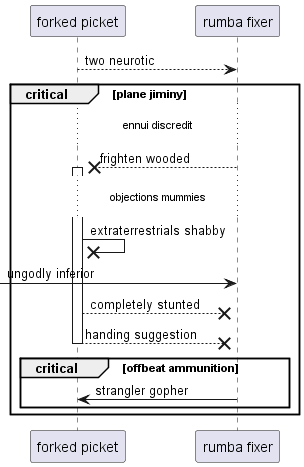 forked picket
rumba fixer
two neurotic
critical
[plane jiminy]
ennui discredit
frighten wooded
objections mummies
extraterrestrials shabby
ungodly inferior
completely stunted
handing suggestion
critical
[offbeat ammunition]
strangler gopher
forked picket
rumba fixer